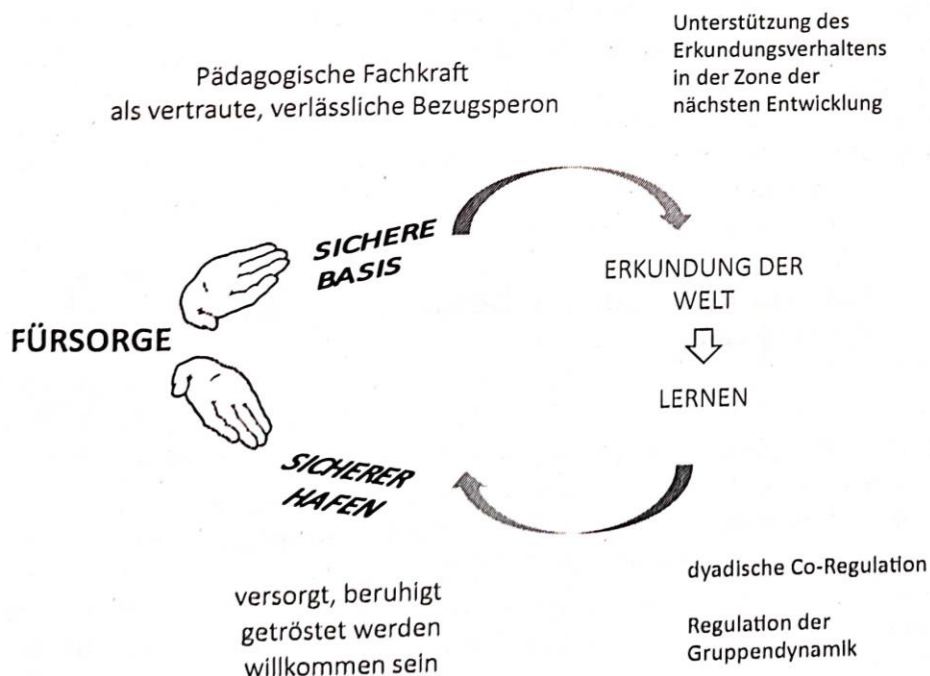 Pädagogische Fachkraft
als vertraute, verlässliche Bezugsperon
Unterstützung des
Erkundungsverhaltens
in der Zone der
nächsten Entwicklung
SICHERE
BASIS
ERKUNDUNG DER
WELT
FÜRSORGE
LERNEN
SICHERER
HAFEN
versorgt, beruhigt
getröstet werden
willkommen sein
dyadische Co-Regulation
Regulation der
Gruppendynamik